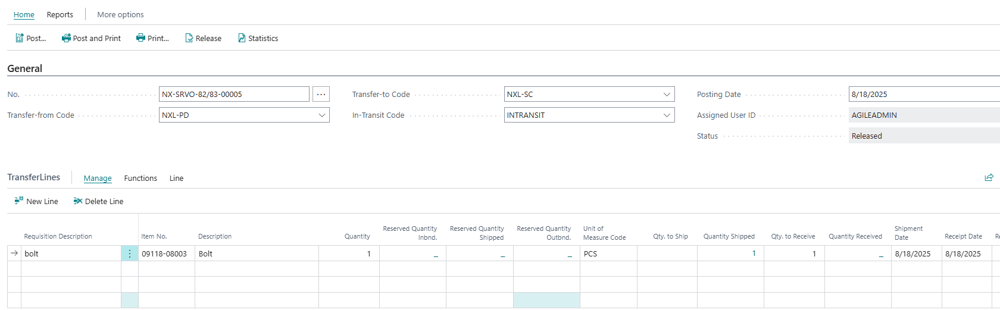 Home Reports More options
Post... Post and Print Print... Release Statistics
General
No. NX-SRVO-82/83-00005 ... Transfer-to Code NXL-SC Posting Date 8/18/2025
Transfer-from Code NXL-PD In-Transit Code INTRANSIT Assigned User ID AGILEADMIN
Status Released
TransferLines Manage Functions Line
New Line Delete Line
Requisition Description Item No. Description Quantity Reserved Quantity Inbnd. Reserved Quantity Shipped Reserved Quantity Outbnd. Unit of Measure Code Qty. to Ship Quantity Shipped Qty. to Receive Quantity Received Shipment Date Receipt Date
bolt 09118-08003 Bolt 1 _ _ _ PCS 1 1 _ 8/18/2025 8/18/2025